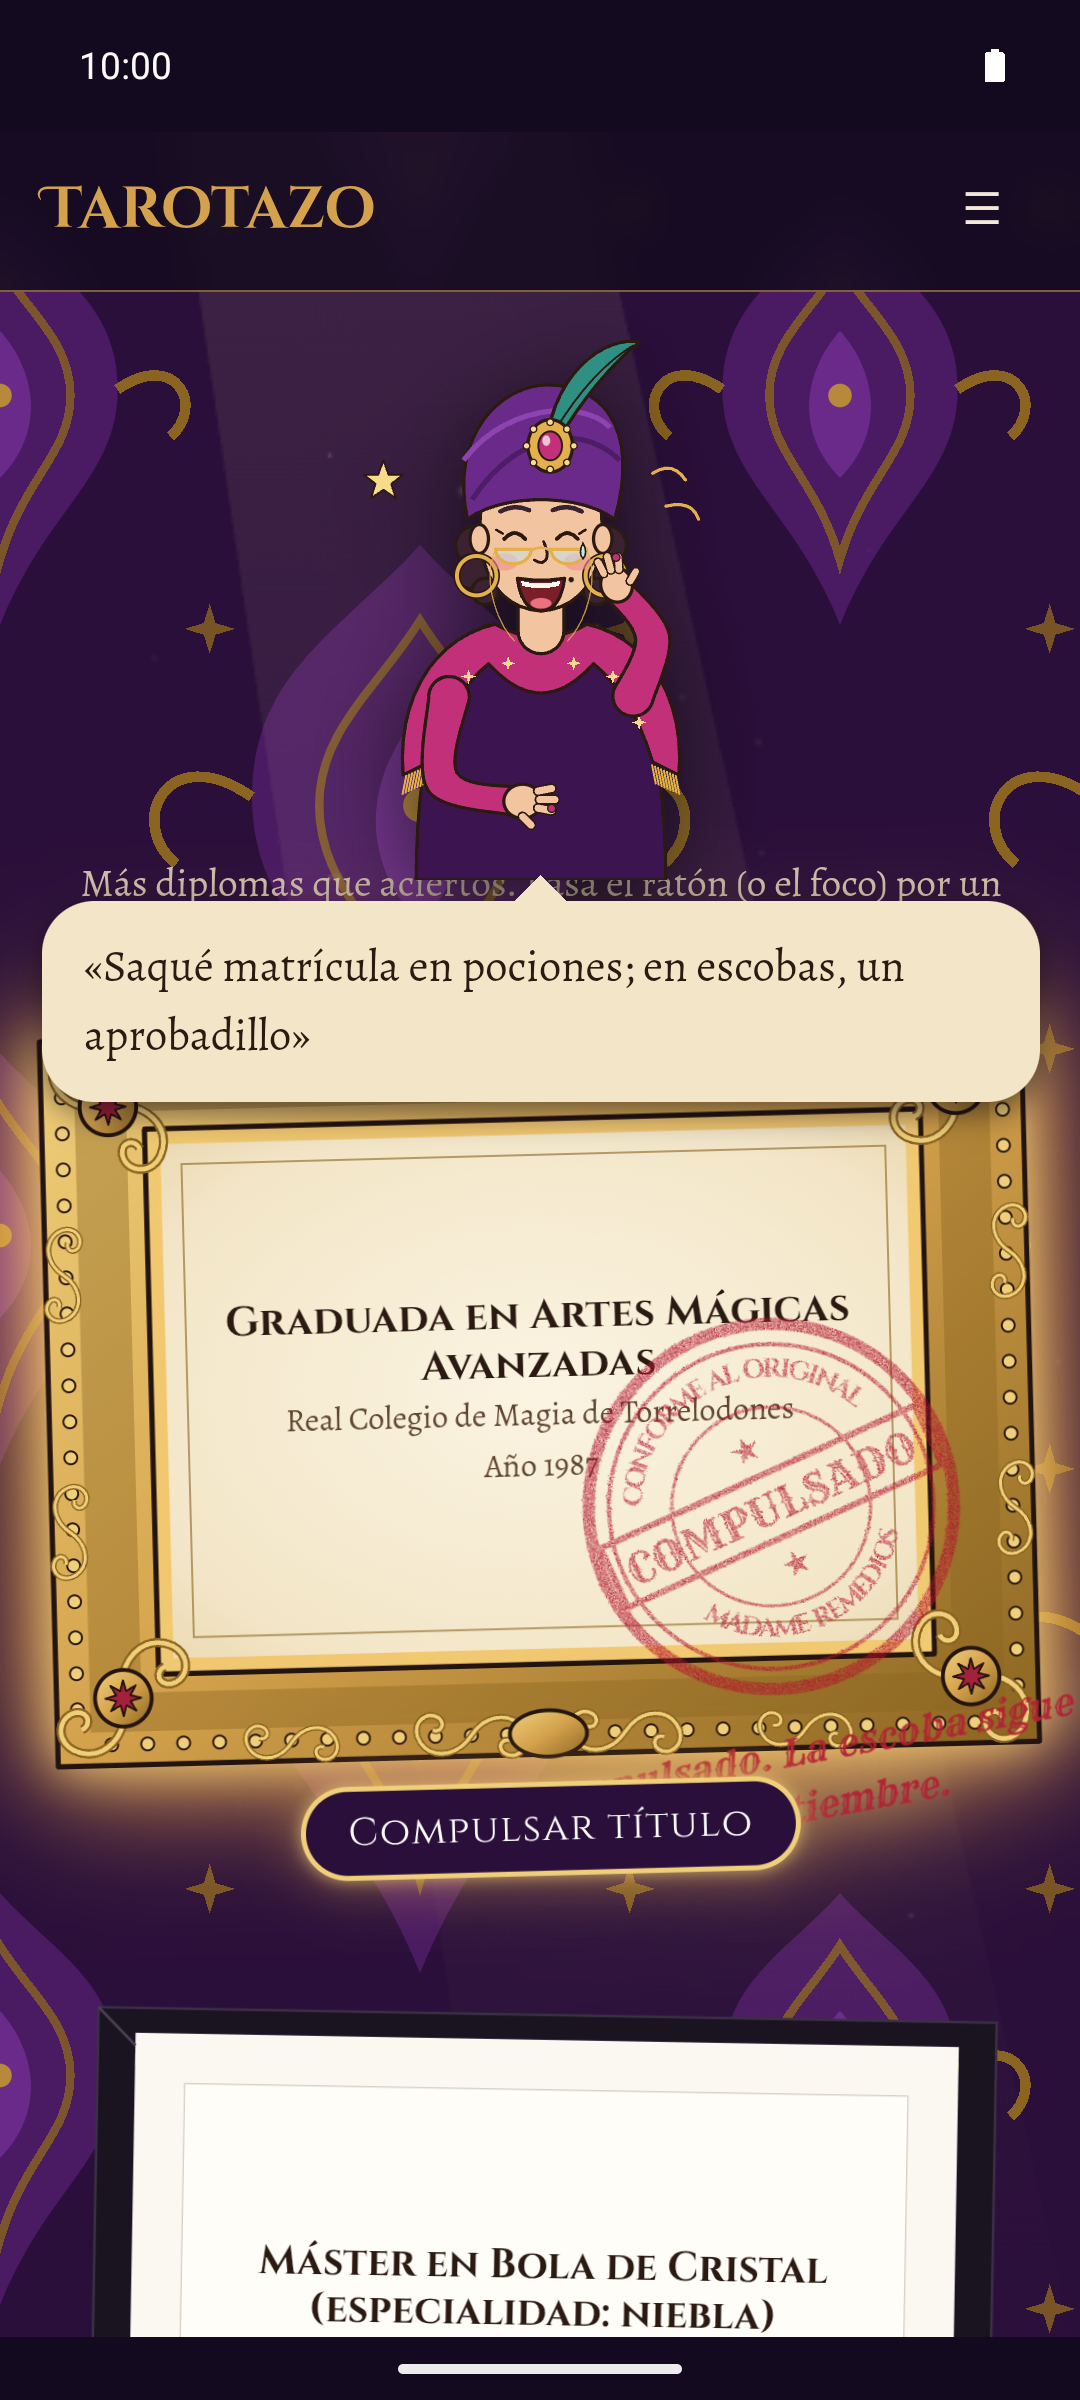 10:00
TAROTAZO
Más diplomas que aciertos. Pasa el ratón (o el foco) por un
«Saqué matrícula en pociones; en escobas, un
aprobadillo»
Graduada en Artes Mágicas
Avanzadas
Real Colegio de Magia de Torrelodones
Año 1987
CONFORME AL ORIGINAL
COMPULSADO
MADAME REMEDIOS
La escoba sigue
Compulsar título
Máster en Bola de Cristal
(especialidad: niebla)